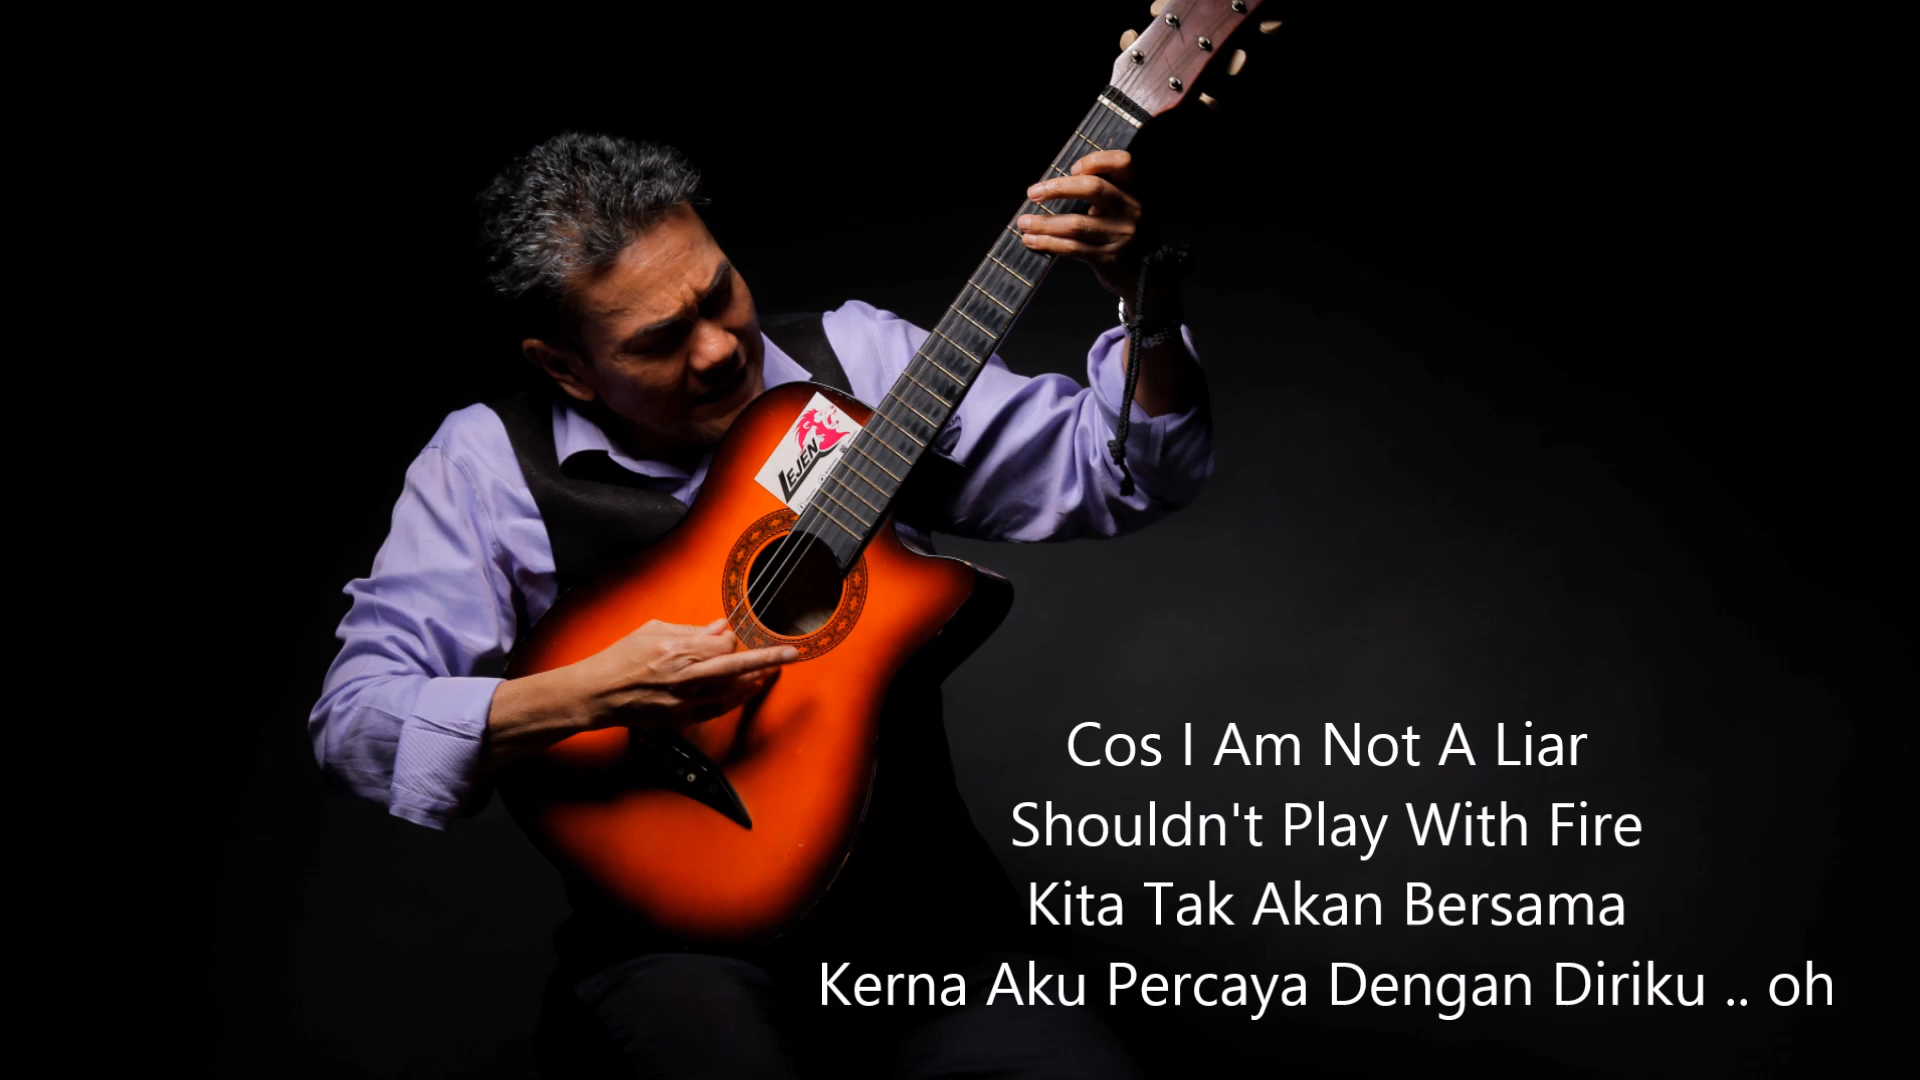 LEJEN
Cos I Am Not A Liar
Shouldn't Play With Fire
Kita Tak Akan Bersama
Kerna Aku Percaya Dengan Diriku .. oh